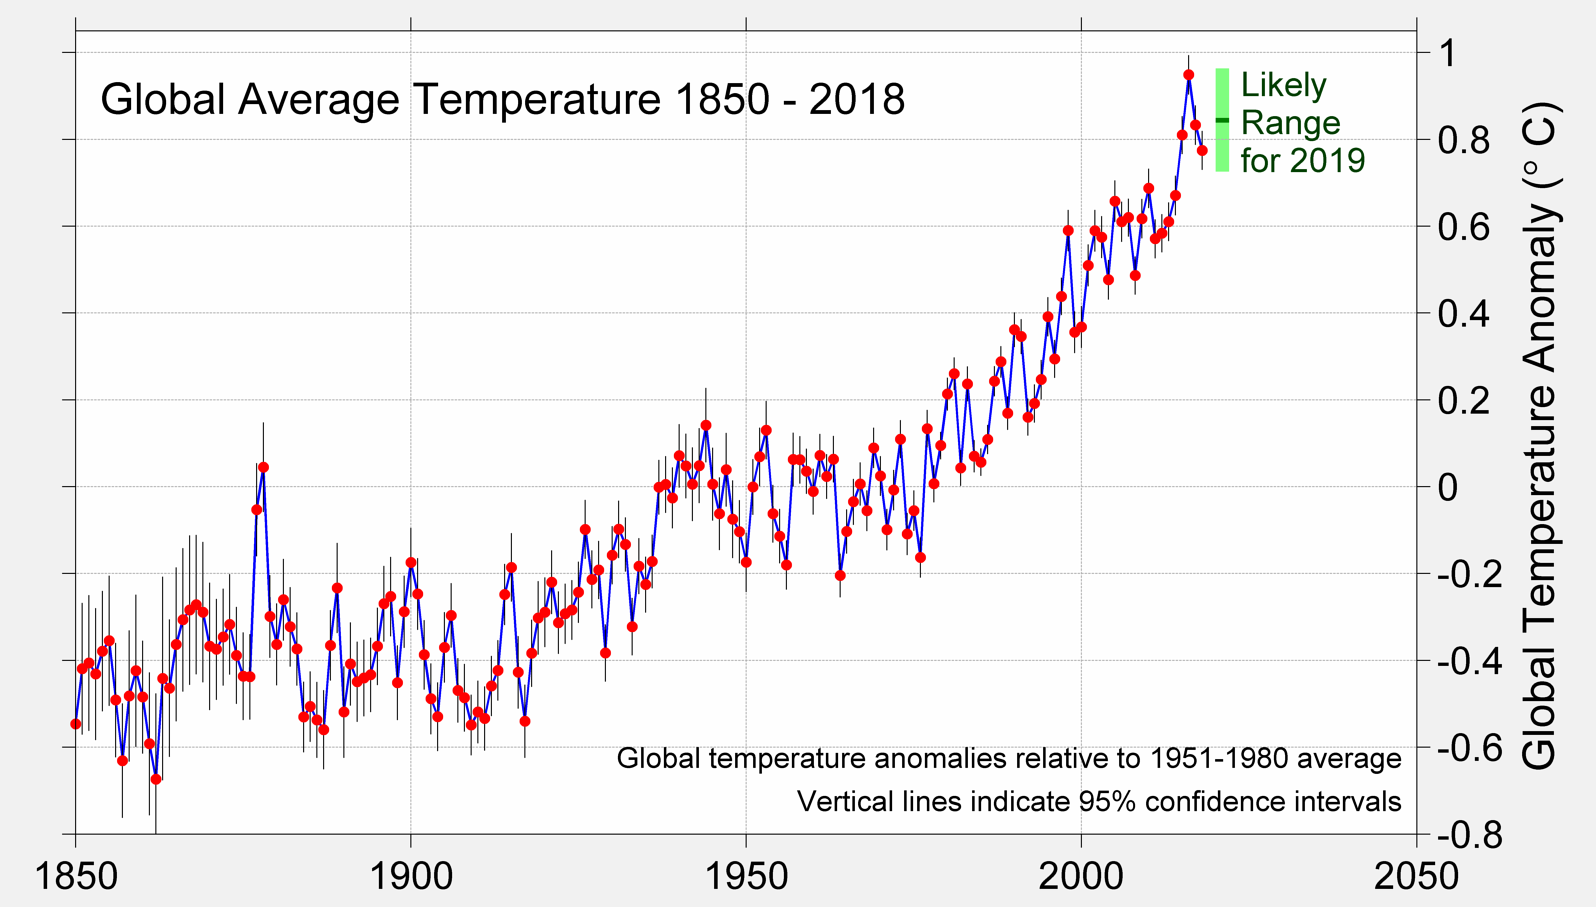 Global Average Temperature 1850 - 2018
Likely
Range
for 2019
1
0.8
0.6
0.4
0.2
0
-0.2
-0.4
-0.6
-0.8
Global Temperature Anomaly (° C)
Global temperature anomalies relative to 1951-1980 average
Vertical lines indicate 95% confidence intervals
1850
1900
1950
2000
2050